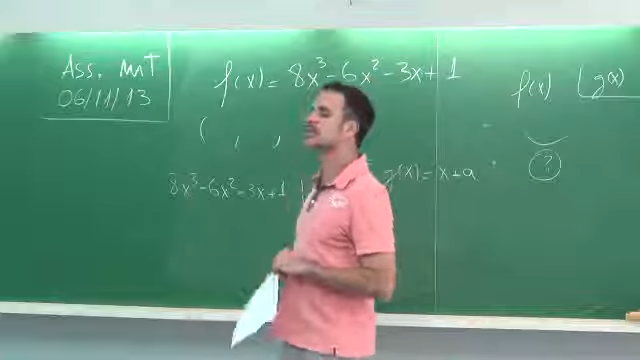 Ass. MAT
06/11/13
f(x) = 8x³-6x²-3x+1
( , ,
8x³-6x²-3x+1
g(x) = x+a
f(x) g(x)
?